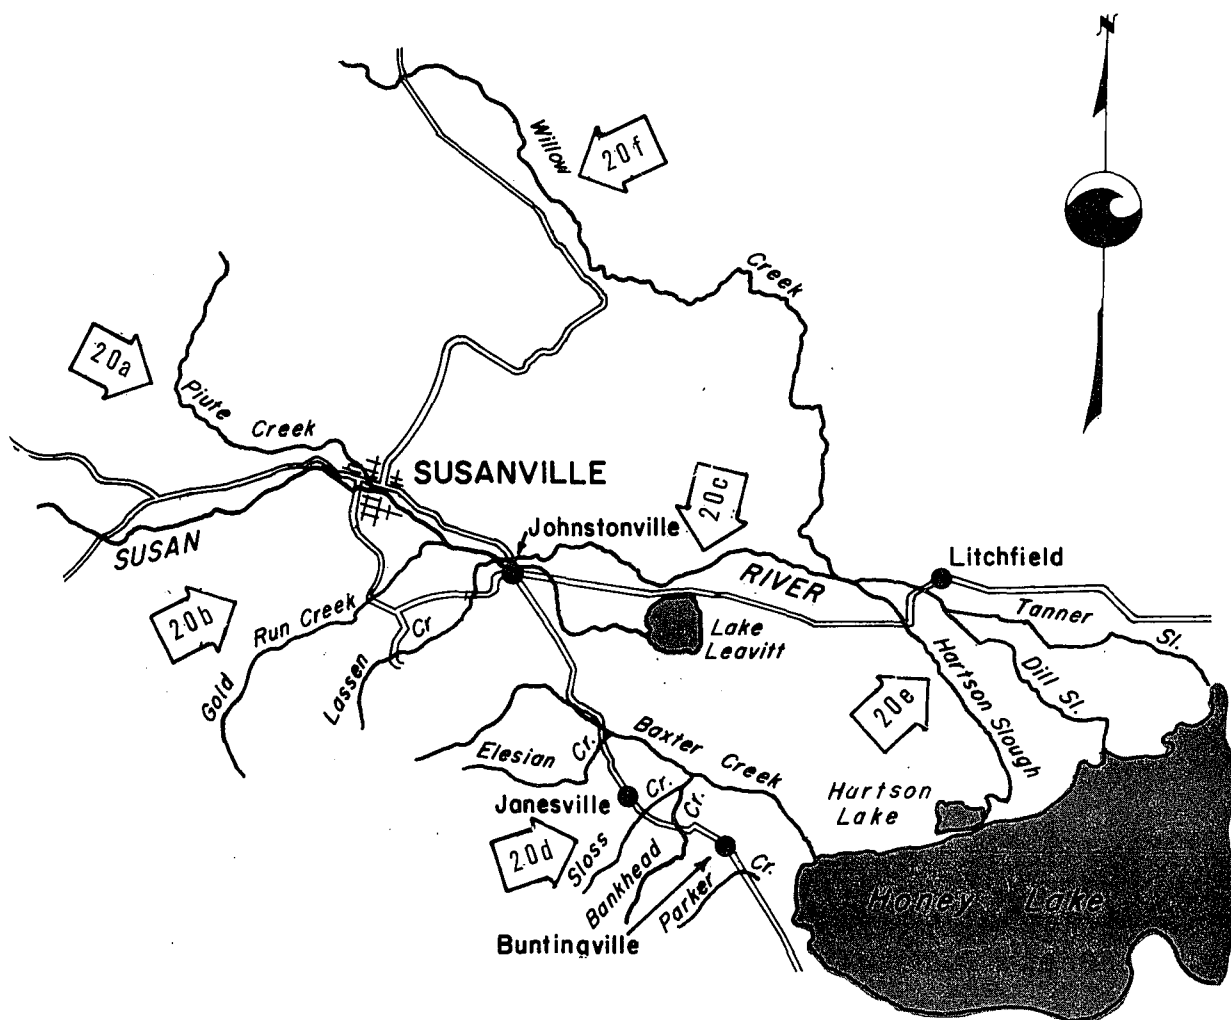 N
Willow
20f
Creek
20a
Piute
Creek
SUSANVILLE
20c
Johnstonville
SUSAN
RIVER
Litchfield
Tanner
Sl.
20b
Run Creek
Gold
Cr
Lassen
Lake
Leavitt
Dill Sl.
Hartson Slough
20e
Baxter
Creek
Elesian
Cr.
Janesville
Cr.
Cr.
Hartson
Lake
20d
Sloss
Bankhead
Parker
Cr.
Honey Lake
Buntingville